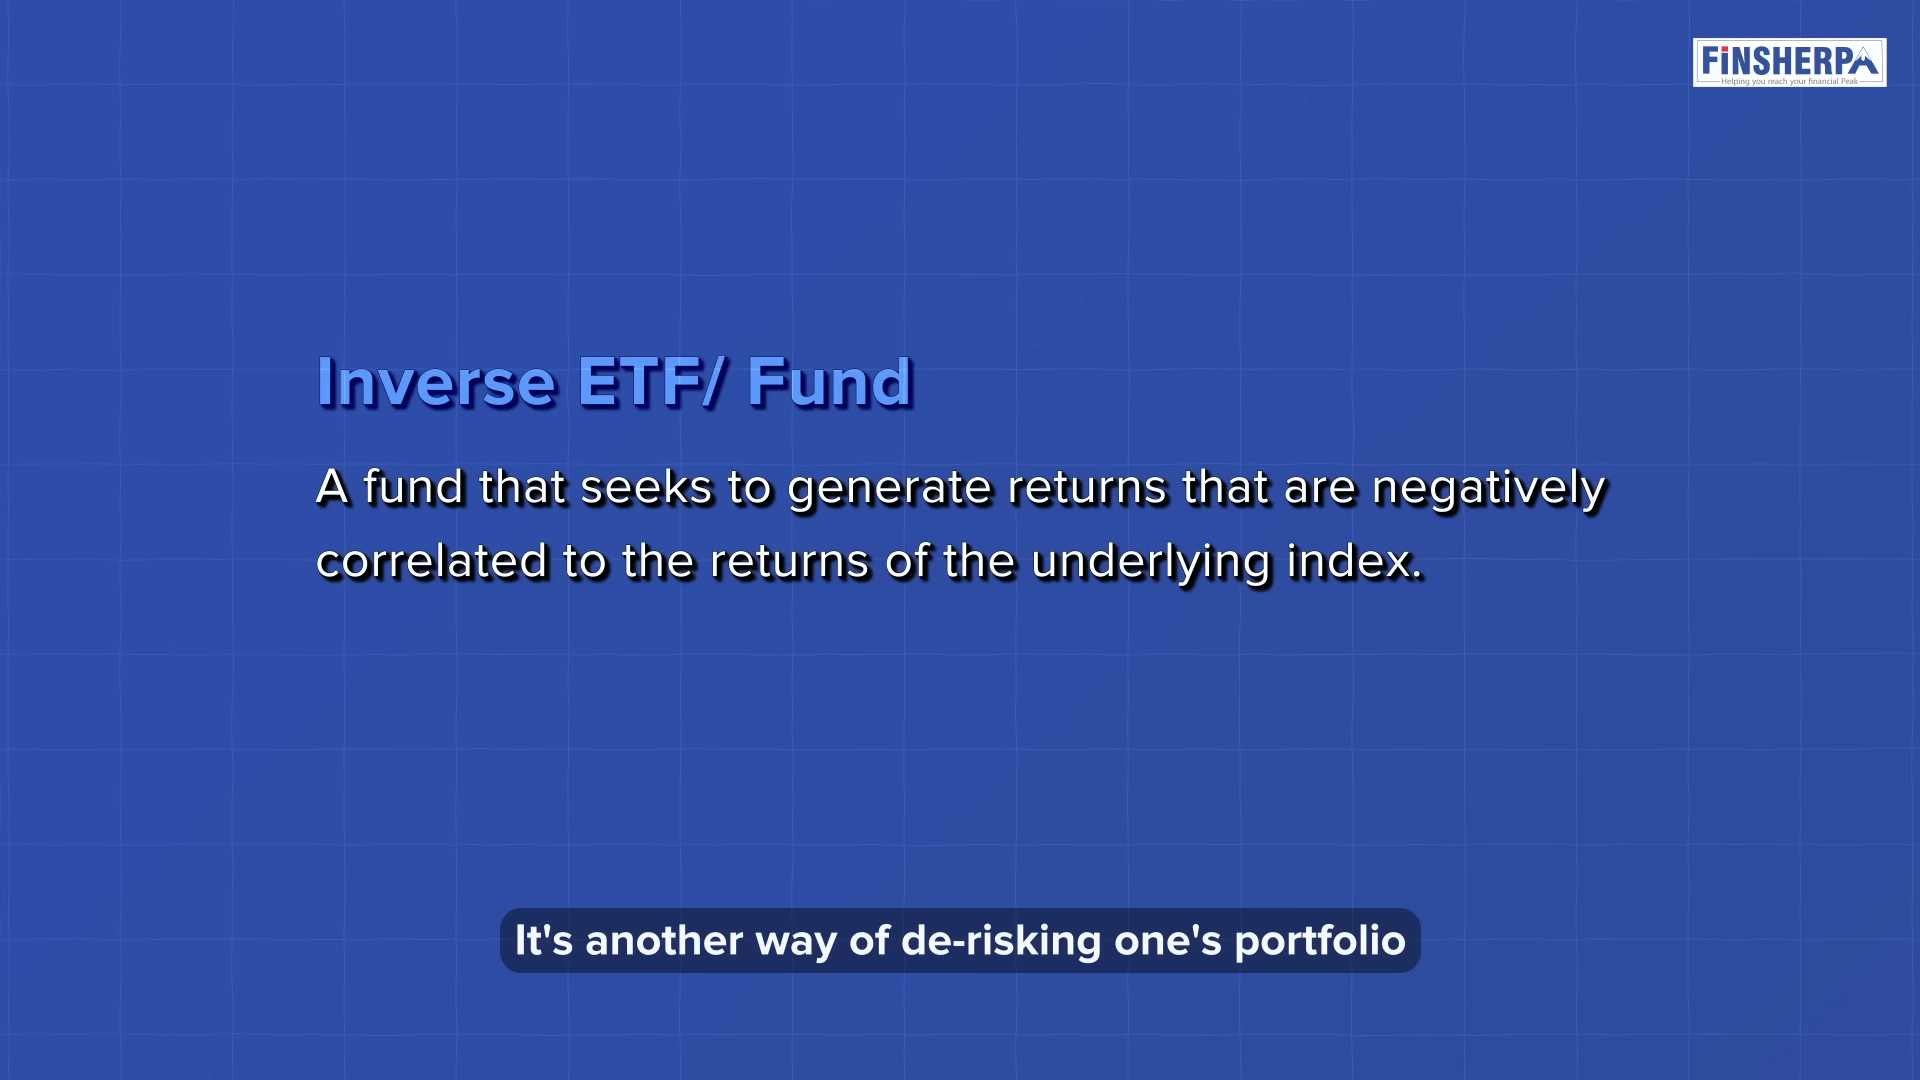 FiNSHERPA
Helping you reach your financial Peak
Inverse ETF/ Fund
A fund that seeks to generate returns that are negatively
correlated to the returns of the underlying index.
It's another way of de-risking one's portfolio